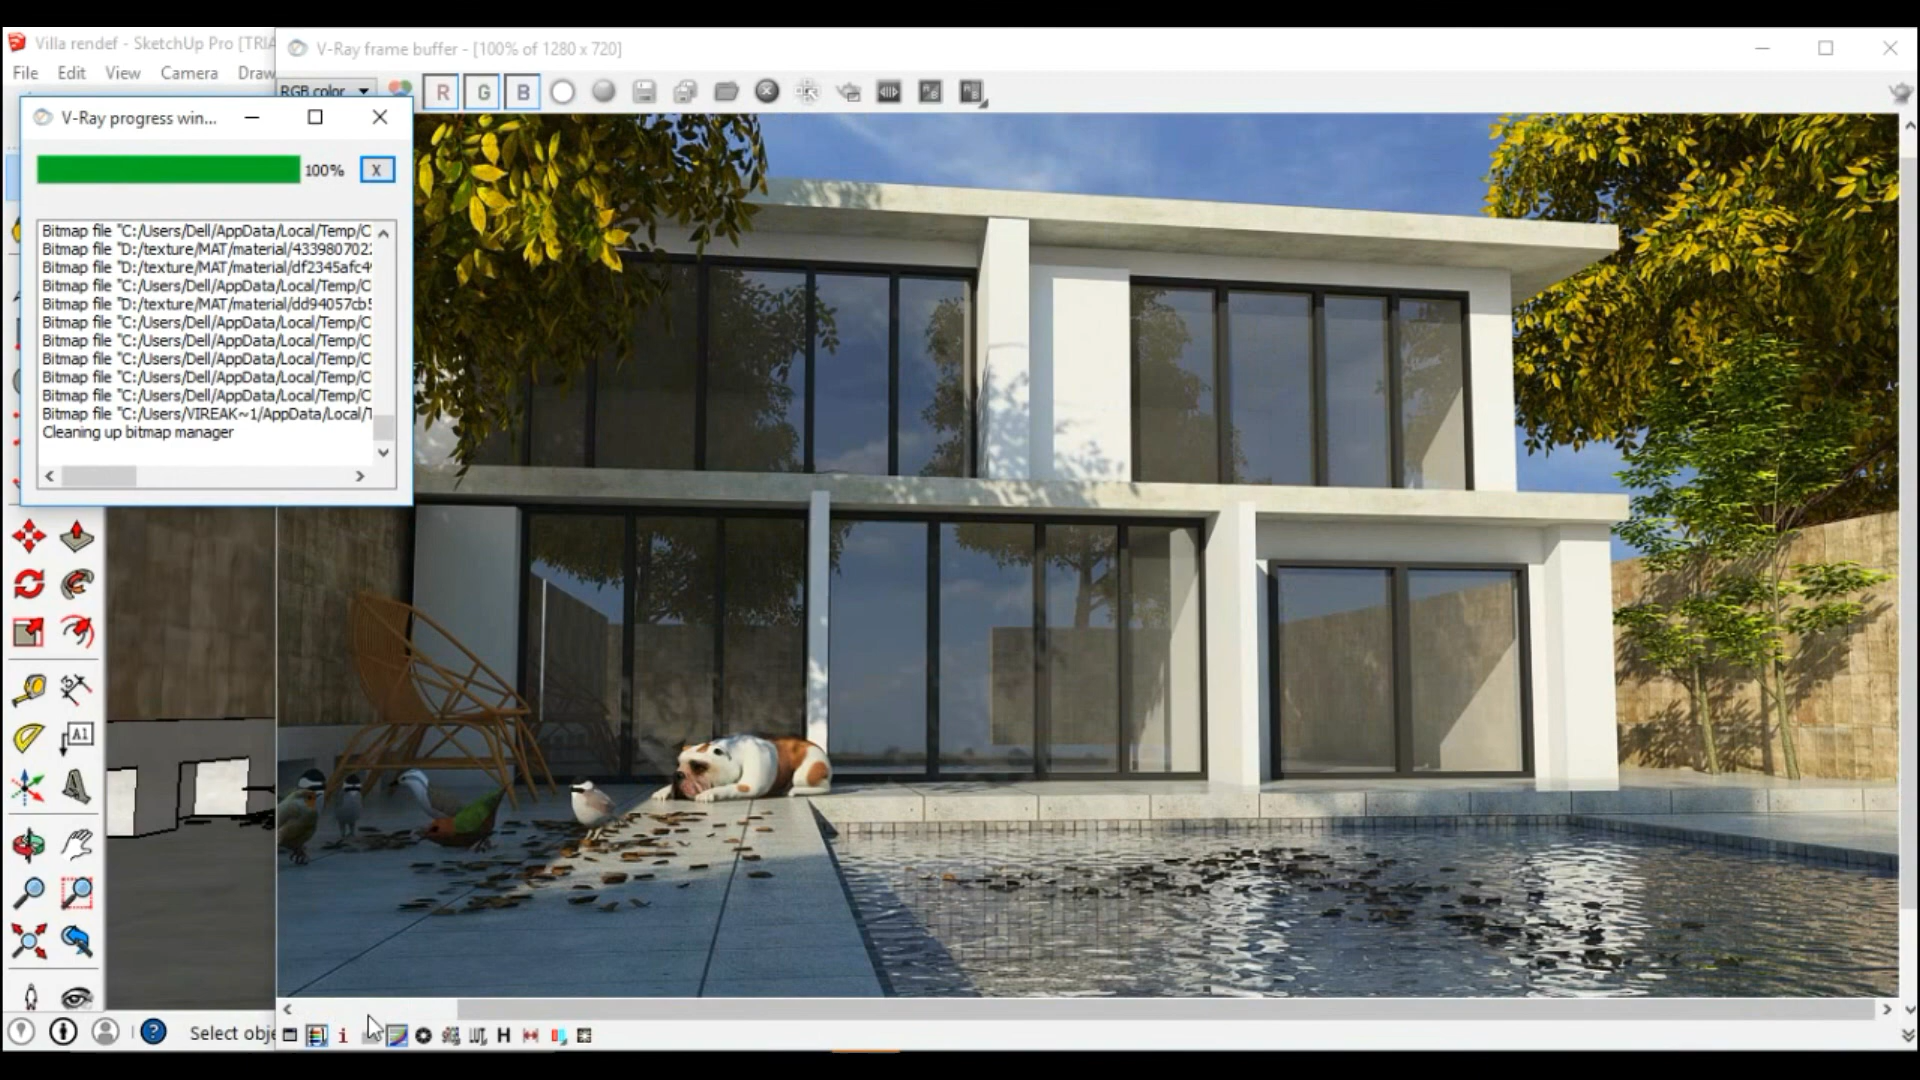 Villa rendef - SketchUp Pro [TRIA
V-Ray frame buffer - [100% of 1280 x 720]
File Edit View Camera Draw
RGB color
R G B
V-Ray progress win...
100%
X
Bitmap file "C:/Users/Dell/AppData/Local/Temp/C
Bitmap file "D:/texture/MAT/material/433980702
Bitmap file "D:/texture/MAT/material/df2345afc4
Bitmap file "C:/Users/Dell/AppData/Local/Temp/C
Bitmap file "D:/texture/MAT/material/dd94057cb5
Bitmap file "C:/Users/Dell/AppData/Local/Temp/C
Bitmap file "C:/Users/Dell/AppData/Local/Temp/C
Bitmap file "C:/Users/Dell/AppData/Local/Temp/C
Bitmap file "C:/Users/Dell/AppData/Local/Temp/C
Bitmap file "C:/Users/Dell/AppData/Local/Temp/C
Bitmap file "C:/Users/VIREAK~1/AppData/Local/T
Cleaning up bitmap manager
A1
Select obje
H